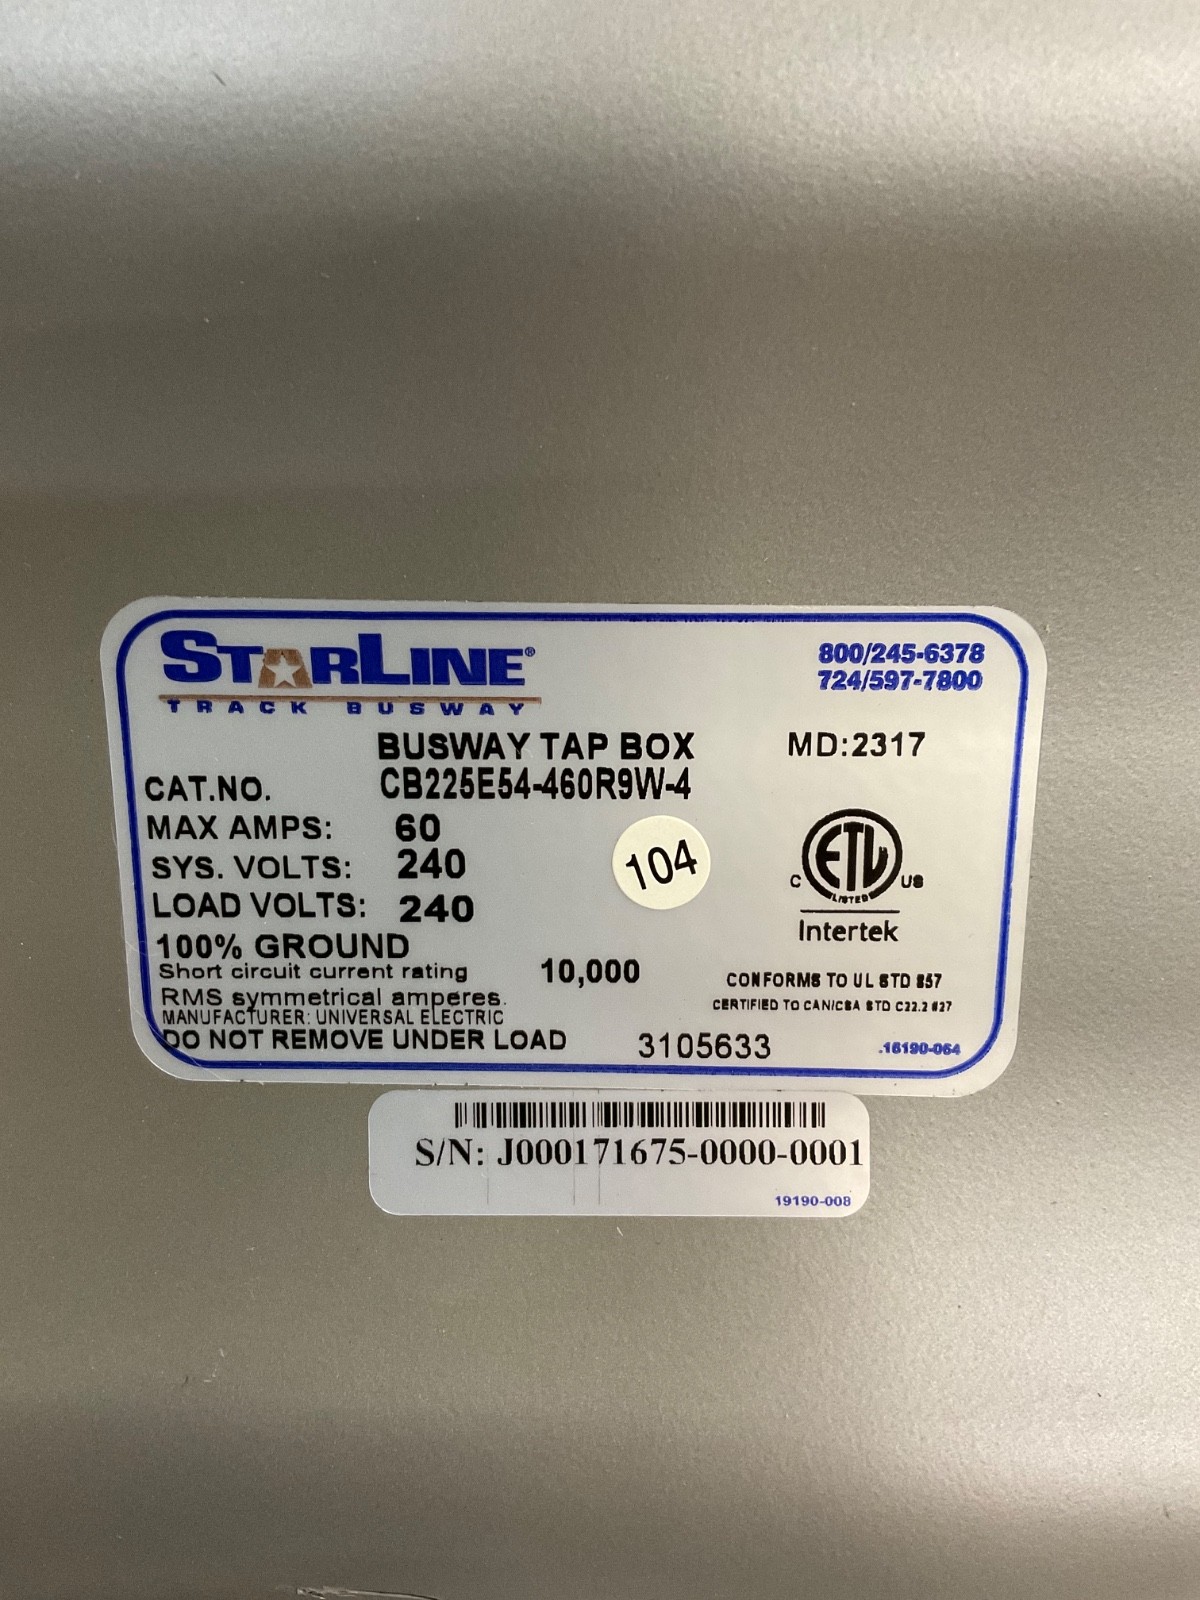 STARLINE®
TRACK BUSWAY
800/245-6378
724/597-7800
BUSWAY TAP BOX
MD:2317
CAT.NO. CB225E54-460R9W-4
MAX AMPS: 60
SYS. VOLTS: 240
LOAD VOLTS: 240
104
C ETL US
LISTED
Intertek
100% GROUND
Short circuit current rating 10,000
RMS symmetrical amperes.
CONFORMS TO UL STD 857
CERTIFIED TO CAN/CSA STD C22.2 #27
MANUFACTURER: UNIVERSAL ELECTRIC
DO NOT REMOVE UNDER LOAD
3105633
.16190-064
S/N: J000171675-0000-0001
19190-008